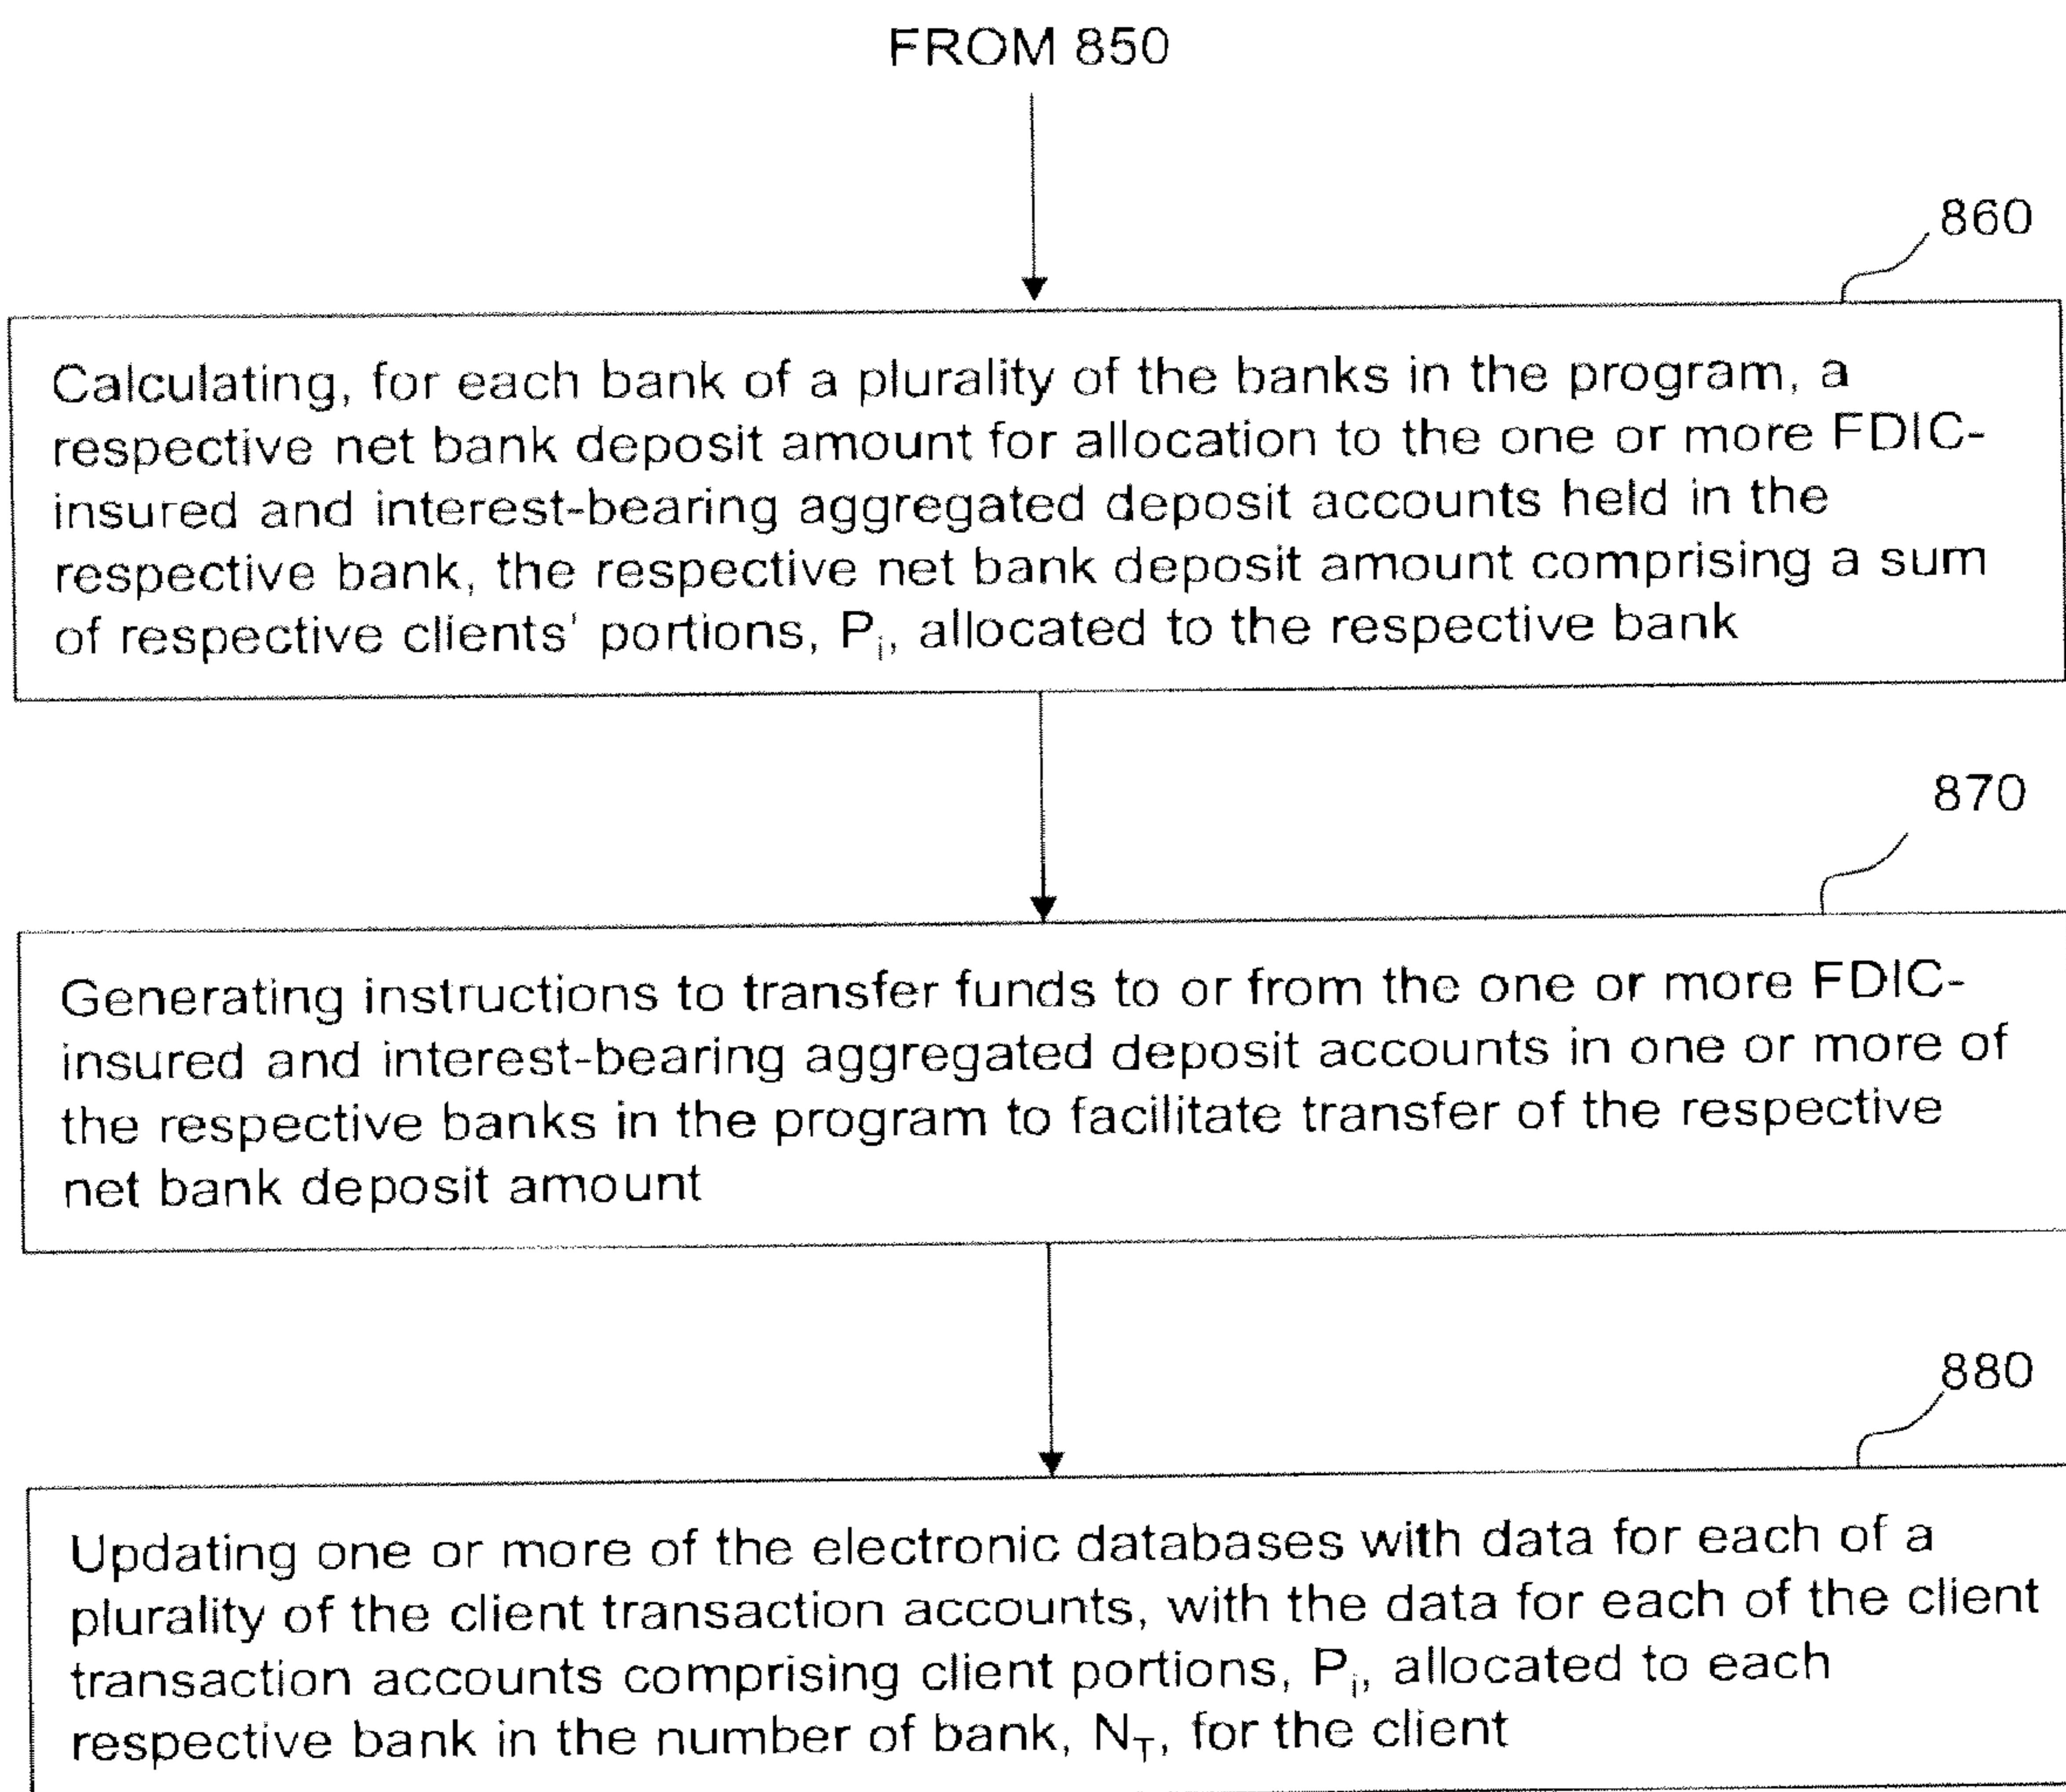 FROM 850
860
Calculating, for each bank of a plurality of the banks in the program, a
respective net bank deposit amount for allocation to the one or more FDIC-
insured and interest-bearing aggregated deposit accounts held in the
respective bank, the respective net bank deposit amount comprising a sum
of respective clients' portions, Pᵢ, allocated to the respective bank
870
Generating instructions to transfer funds to or from the one or more FDIC-
insured and interest-bearing aggregated deposit accounts in one or more of
the respective banks in the program to facilitate transfer of the respective
net bank deposit amount
880
Updating one or more of the electronic databases with data for each of a
plurality of the client transaction accounts, with the data for each of the client
transaction accounts comprising client portions, Pᵢ, allocated to each
respective bank in the number of bank, N_T, for the client